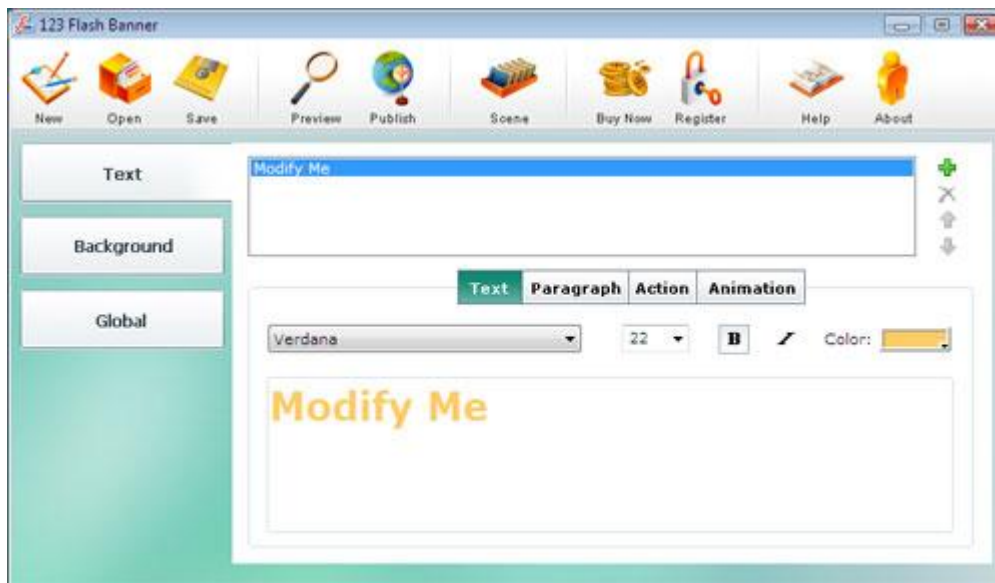 123 Flash Banner
New Open Save Preview Publish Scene Buy Now Register Help About
Text
Modify Me
Background
Text Paragraph Action Animation
Global
Verdana 22 B I Color:
Modify Me